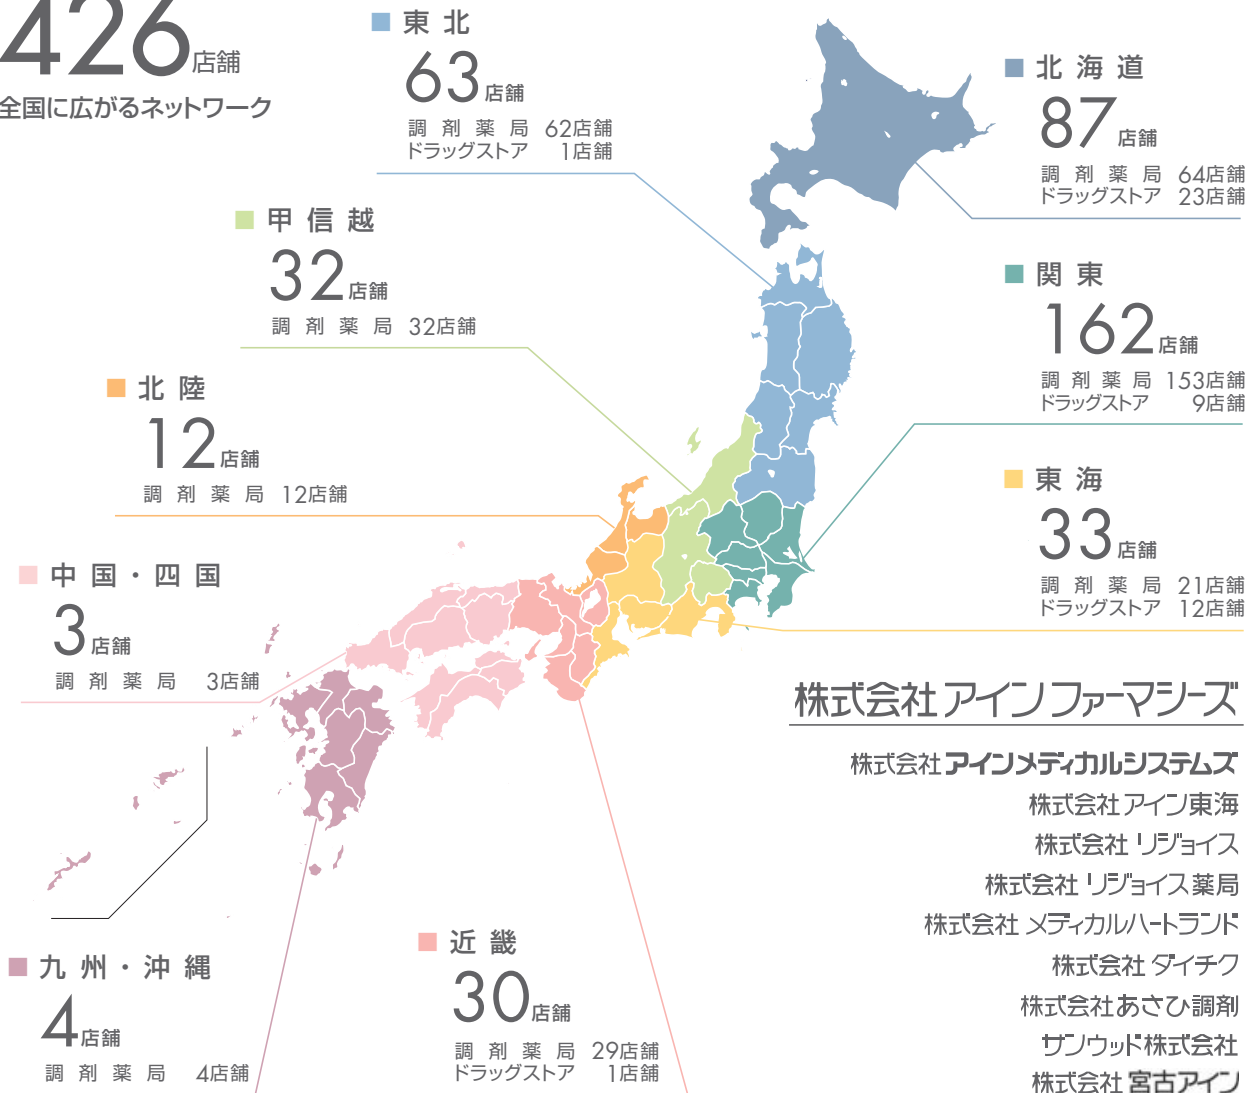 426店舗
全国に広がるネットワーク
東北
63店舗
調剤薬局 62店舗
ドラッグストア 1店舗
北海道
87店舗
調剤薬局 64店舗
ドラッグストア 23店舗
甲信越
32店舗
調剤薬局 32店舗
関東
162店舗
調剤薬局 153店舗
ドラッグストア 9店舗
北陸
12店舗
調剤薬局 12店舗
東海
33店舗
調剤薬局 21店舗
ドラッグストア 12店舗
中国・四国
3店舗
調剤薬局 3店舗
株式会社アインファーマシーズ
株式会社アインメディカルシステムズ
株式会社アイン東海
株式会社リジョイス
株式会社リジョイス薬局
株式会社メディカルハートランド
株式会社ダイチク
株式会社あさひ調剤
サンウッド株式会社
株式会社宮古アイン
九州・沖縄
4店舗
調剤薬局 4店舗
近畿
30店舗
調剤薬局 29店舗
ドラッグストア 1店舗